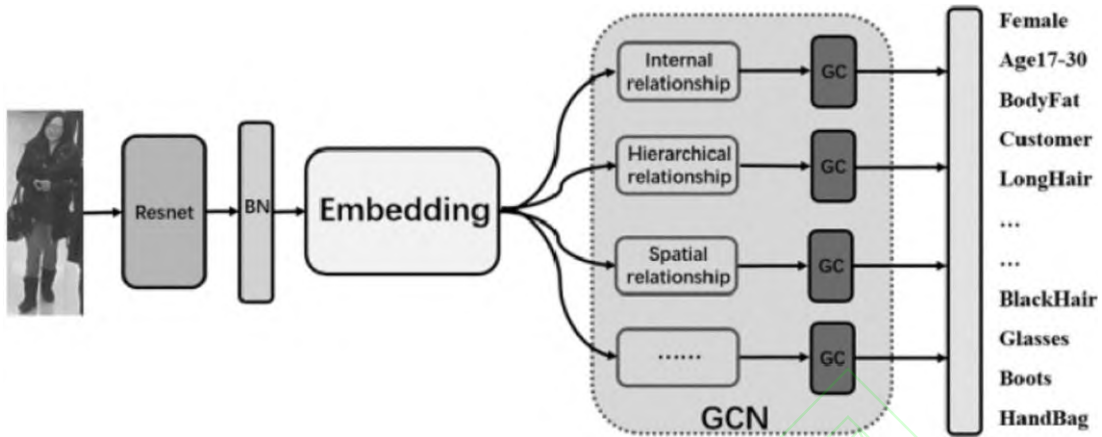 Resnet
BN
Embedding
Internal
relationship
GC
Hierarchical
relationship
GC
Spatial
relationship
GC
......
GC
GCN
Female
Age17-30
BodyFat
Customer
LongHair
...
...
BlackHair
Glasses
Boots
HandBag